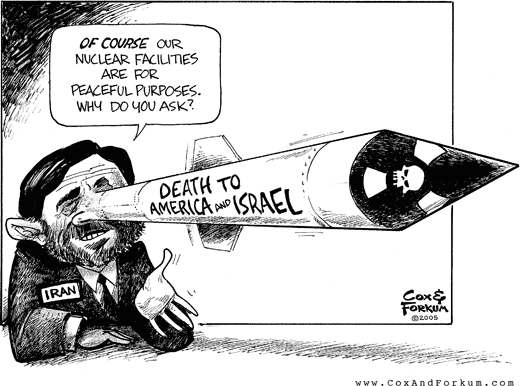 OF COURSE OUR
NUCLEAR FACILITIES
ARE FOR
PEACEFUL PURPOSES.
WHY DO YOU ASK?
DEATH TO
AMERICA AND ISRAEL
IRAN
COX &
FORKUM
©2005
www.CoxAndForkum.com